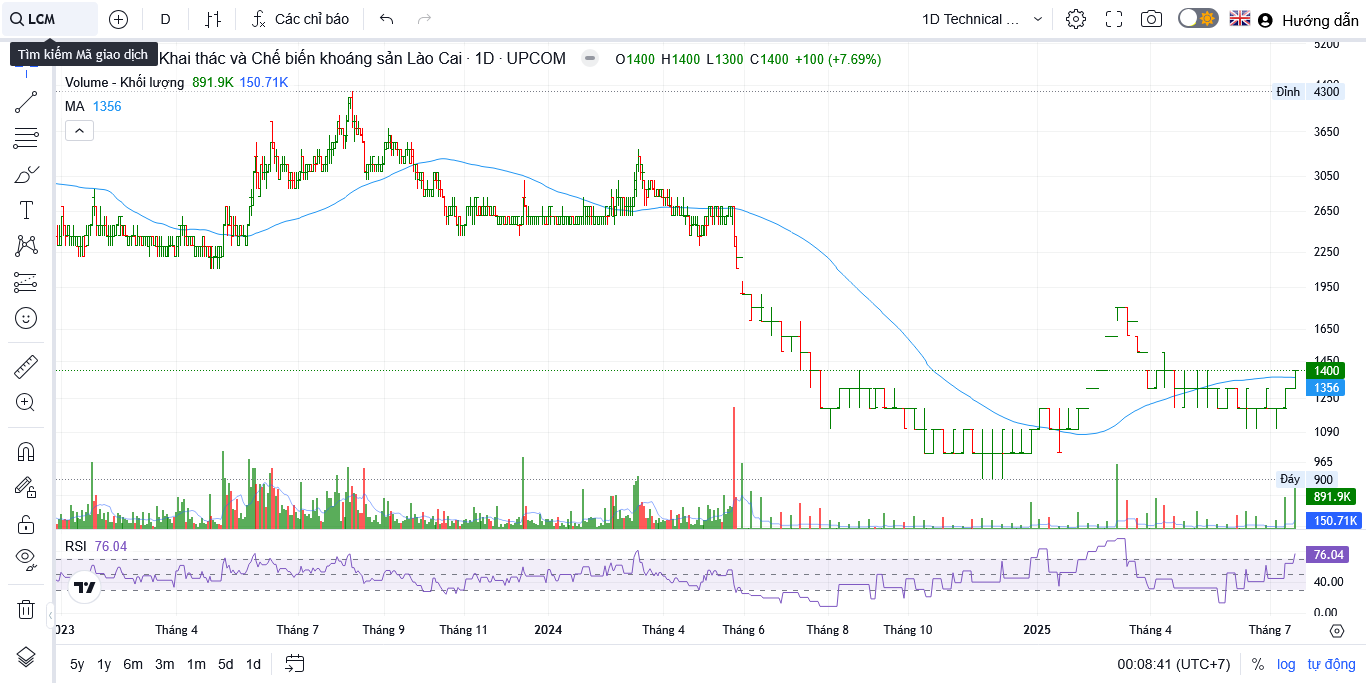 LCM
D
Các chỉ báo
1D Technical ...
Hướng dẫn
Tìm kiếm Mã giao dịch
Khai thác và Chế biến khoáng sản Lào Cai · 1D · UPCOM
O1400 H1400 L1300 C1400 +100 (+7.69%)
Volume - Khối lượng 891.9K 150.71K
MA 1356
5200
Đỉnh 4300
3650
3050
2650
2250
1950
1650
1450
1400
1356
1250
1090
965
Đáy 900
891.9K
150.71K
RSI 76.04
76.04
40.00
0.00
023
Tháng 4
Tháng 7
Tháng 9
Tháng 11
2024
Tháng 4
Tháng 6
Tháng 8
Tháng 10
2025
Tháng 4
Tháng 7
5y 1y 6m 3m 1m 5d 1d
00:08:41 (UTC+7)
% log tự động